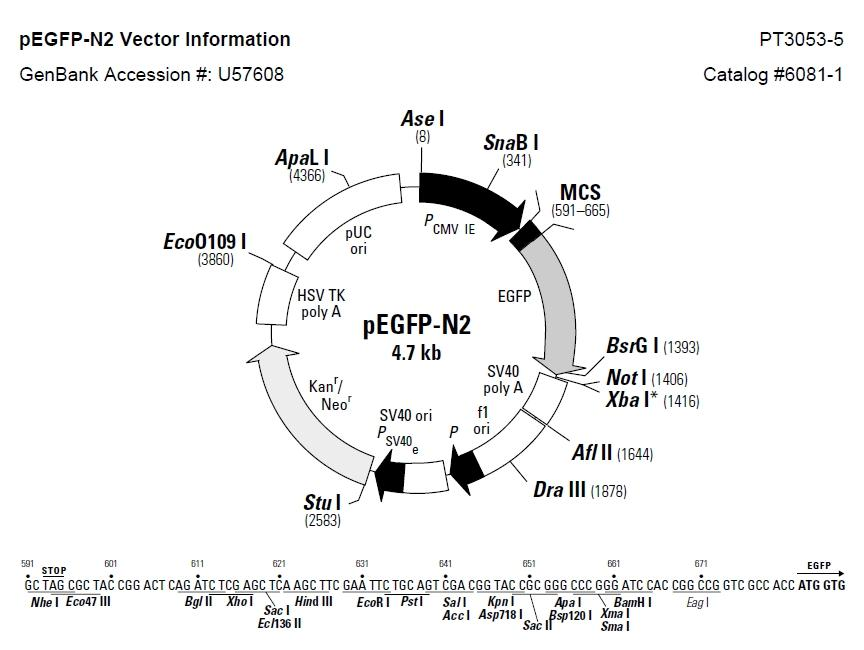 pEGFP-N2 Vector Information
PT3053-5
GenBank Accession #: U57608
Catalog #6081-1
Ase I
(8)
SnaB I
(341)
MCS
(591–665)
ApaL I
(4366)
EcoO109 I
(3860)
pUC
ori
PCMV IE
HSV TK
poly A
EGFP
pEGFP-N2
4.7 kb
BsrG I (1393)
Not I (1406)
Xba I* (1416)
SV40
poly A
Kanr/
Neor
SV40 ori
PSV40e
P
f1
ori
Afl II (1644)
Dra III (1878)
Stu I
(2583)
591 601 611 621 631 641 651 661 671
STOP
EGFP
GC TAG CGC TAC CGG ACT CAG ATC TCG AGC TCA AGC TTC GAA TTC TGC AGT CGA CGG TAC CGC GGG CCC GGG ATC CAC CGG CCG GTC GCC ACC ATG GTG
Nhe I Eco47 III Bgl II Xho I Hind III EcoR I Pst I Sal I Kpn I Apa I BamH I Eag I
Sac I Acc I Asp718 I Bsp120 I Xma I
Ecl136 II Sac II Sma I